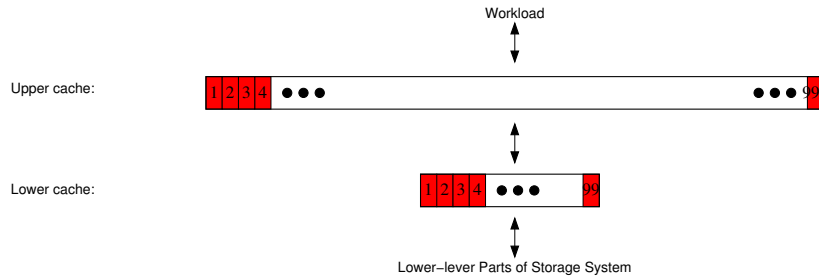 Workload
Upper cache: 1 2 3 4 99
Lower cache: 1 2 3 4 99
Lower–lever Parts of Storage System